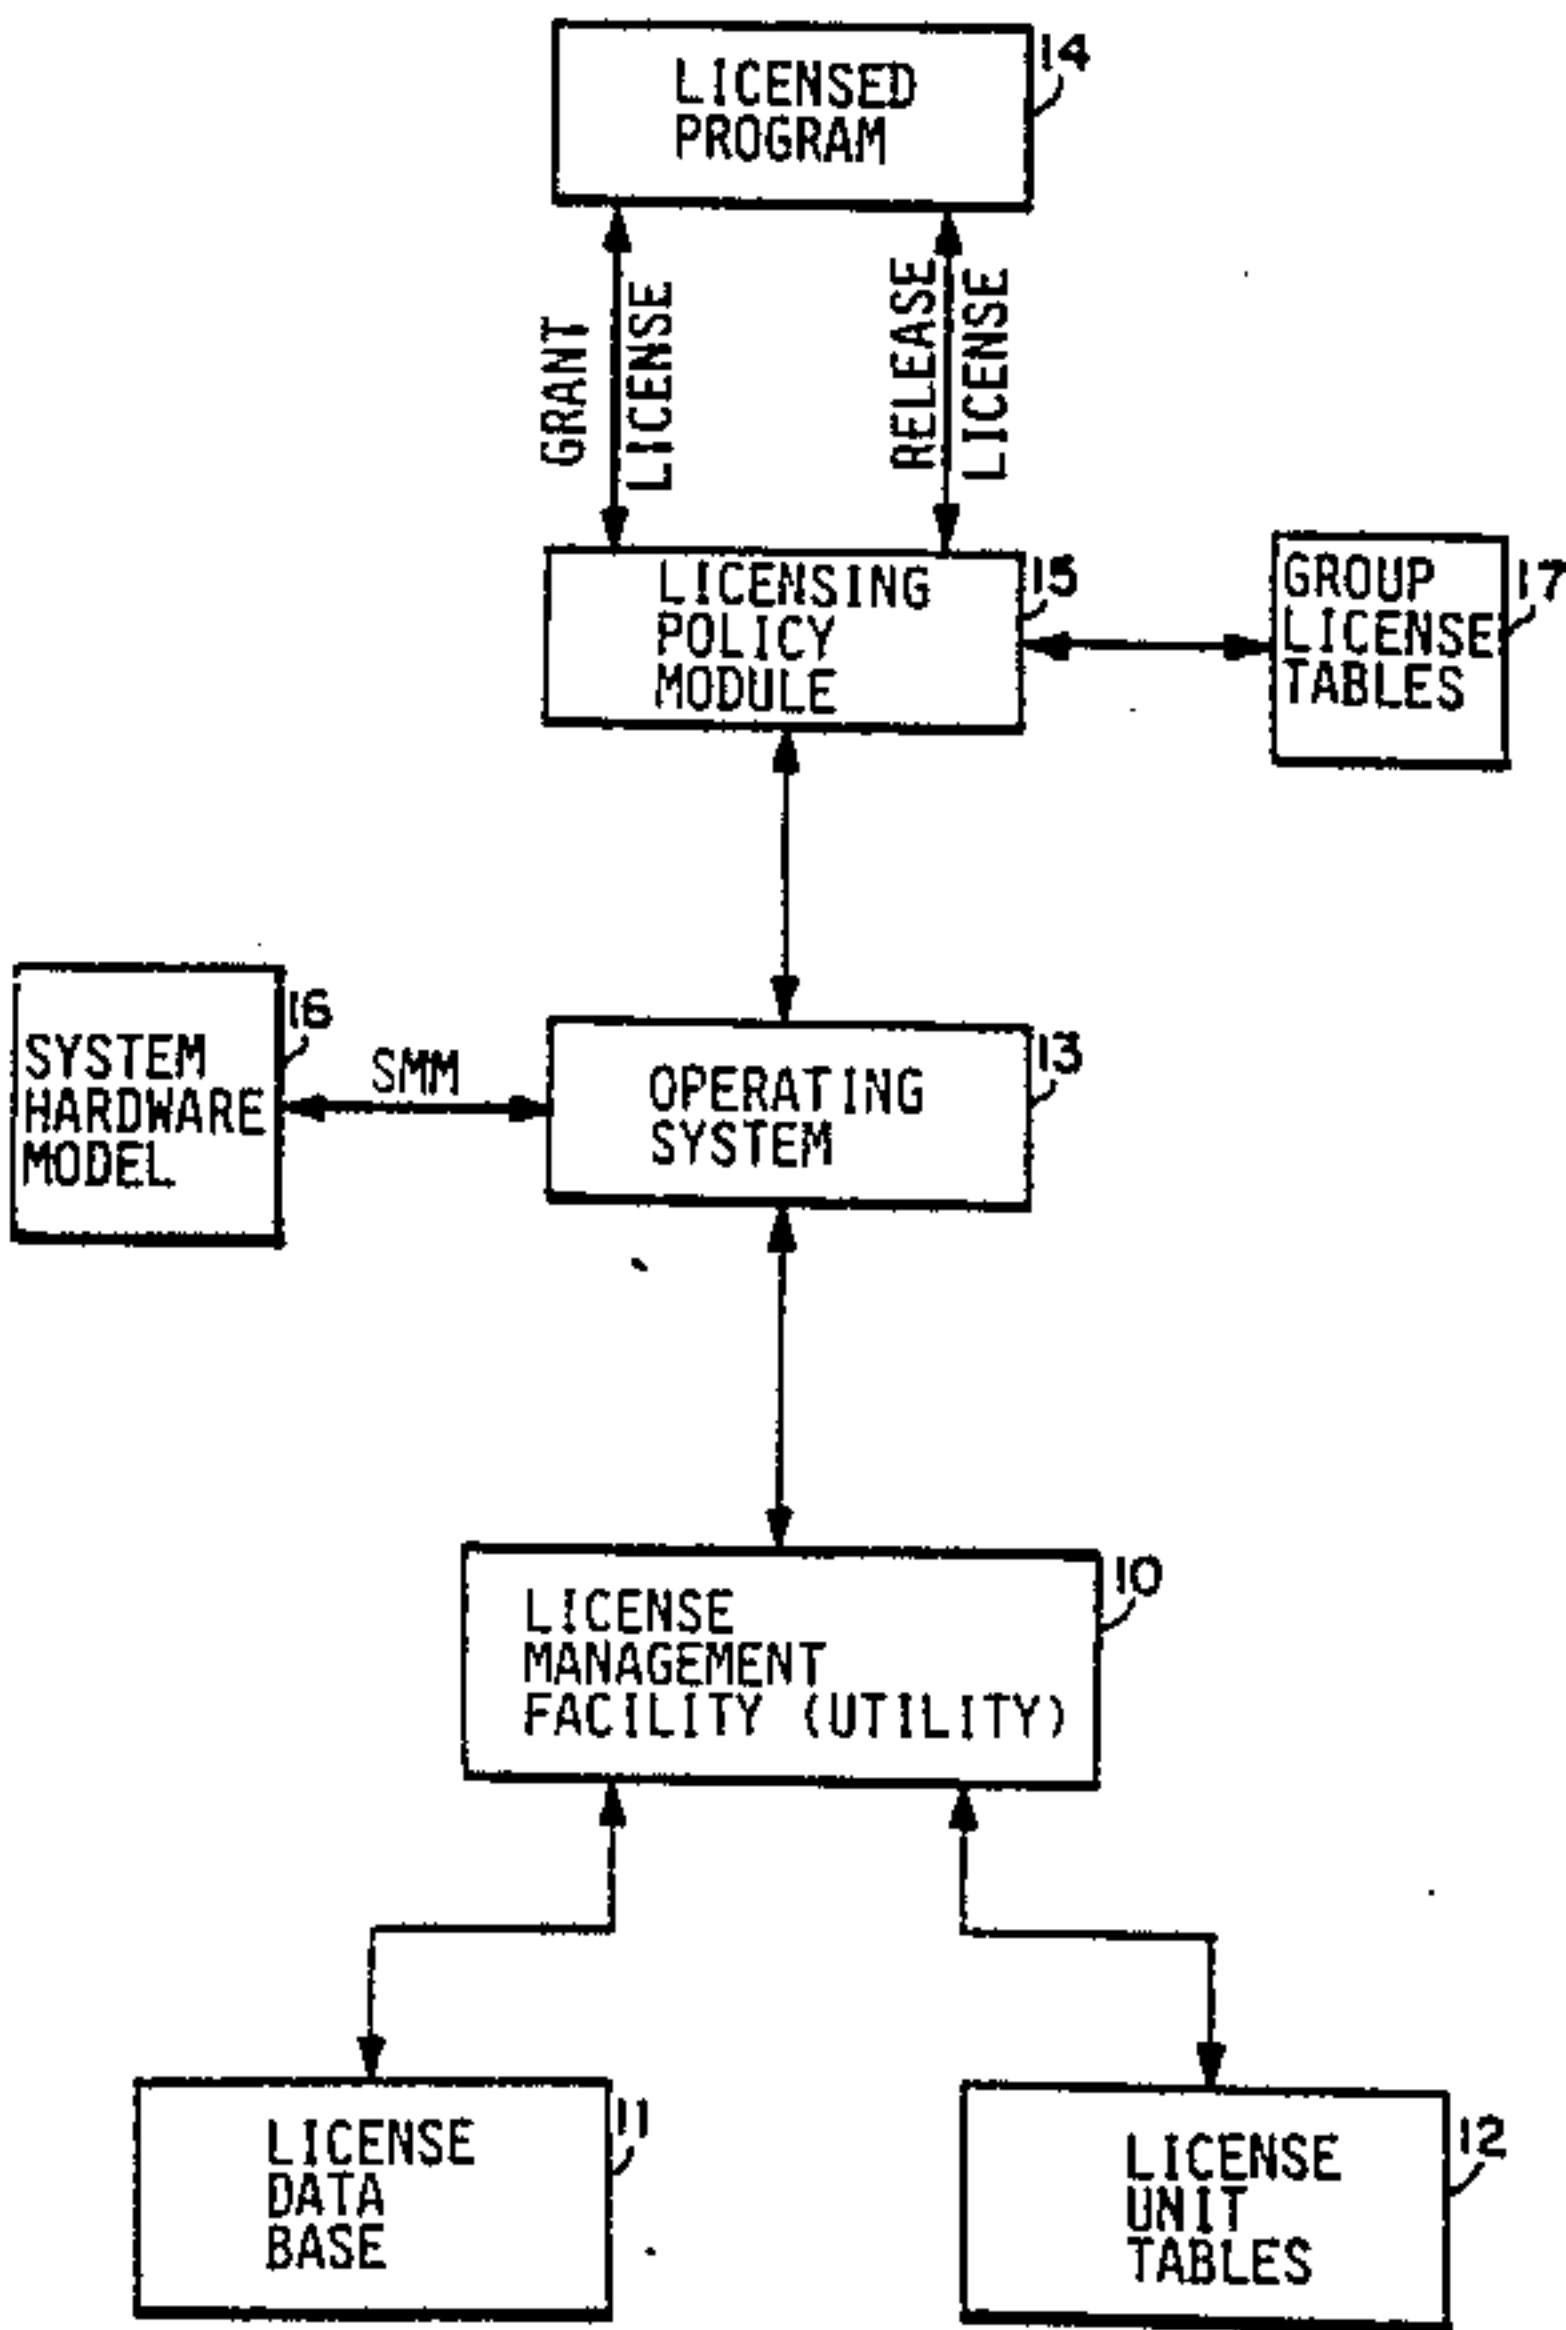 LICENSED
PROGRAM
14
GRANT
LICENSE
RELEASE
LICENSE
LICENSING
POLICY
MODULE
15
GROUP
LICENSE
TABLES
17
SYSTEM
HARDWARE
MODEL
16
SMM
OPERATING
SYSTEM
13
LICENSE
MANAGEMENT
FACILITY (UTILITY)
10
LICENSE
DATA
BASE
11
LICENSE
UNIT
TABLES
12